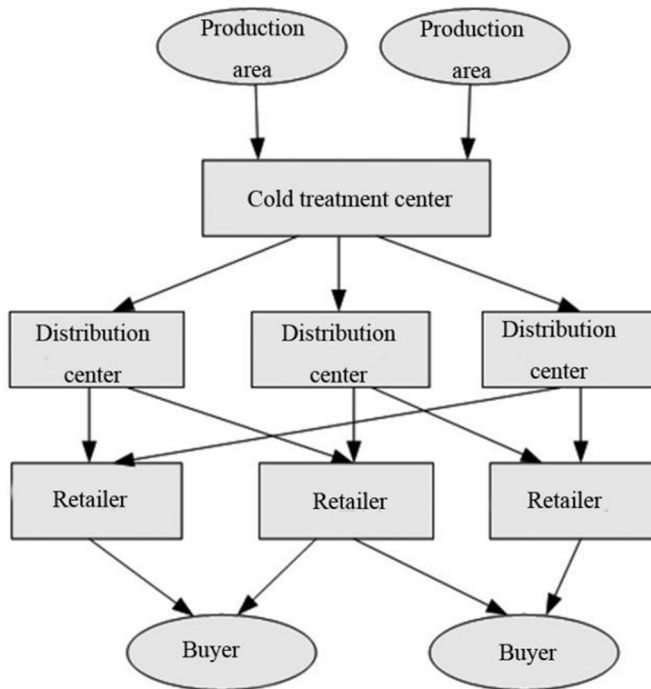 Production
area
Production
area
Cold treatment center
Distribution
center
Distribution
center
Distribution
center
Retailer
Retailer
Retailer
Buyer
Buyer